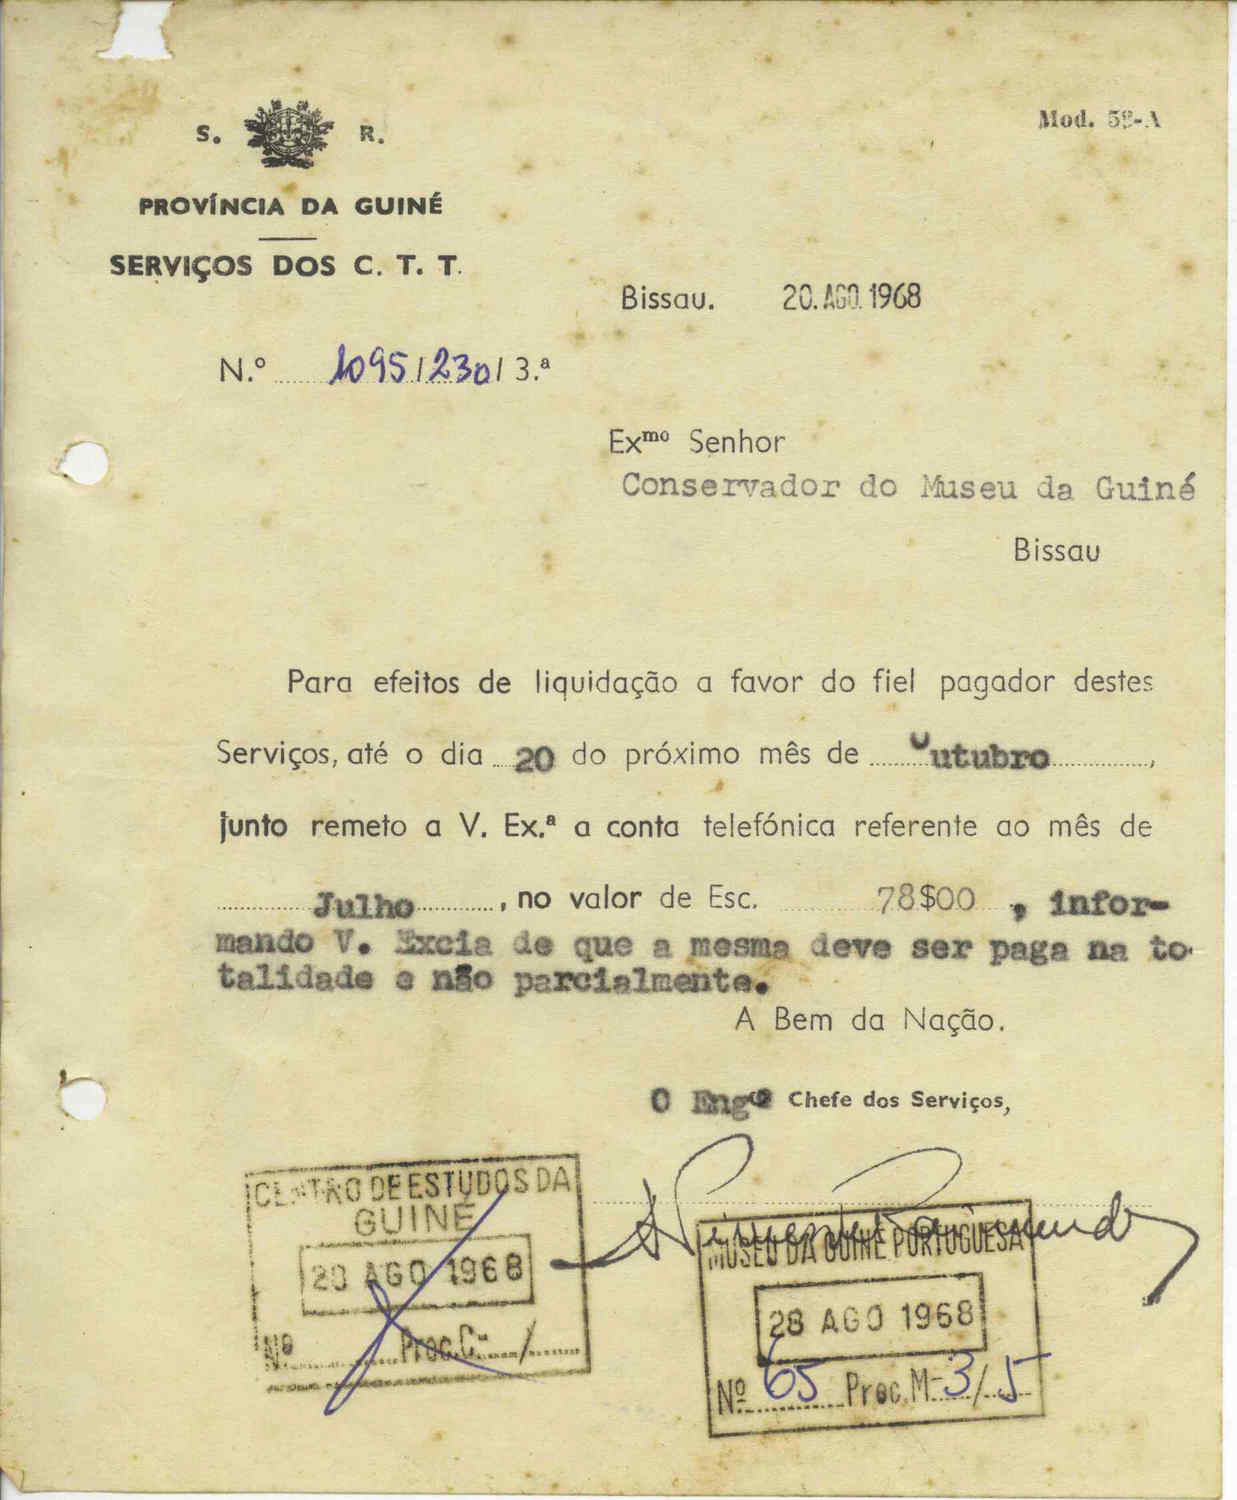 S. R.
Mod. 52-A
PROVÍNCIA DA GUINÉ
SERVIÇOS DOS C. T. T.
Bissau. 20. AGO. 1968
N.º 1095/230/3.ª
Exᵐᵒ Senhor
Conservador do Museu da Guiné
Bissau
Para efeitos de liquidação a favor do fiel pagador destes
Serviços, até o dia 20 do próximo mês de Outubro,
junto remeto a V. Ex.ª a conta telefónica referente ao mês de
Julho, no valor de Esc. 78$00, infor-
mando V. Excia de que a mesma deve ser paga na to-
talidade e não parcialmente.
A Bem da Nação.
O Engº Chefe dos Serviços,
CENTRO DE ESTUDOS DA
GUINÉ
20 AGO 1968
Nº Proc. C- /
MUSEU DA GUINÉ PORTUGUESA
28 AGO 1968
Nº 65 Proc. M-3/5